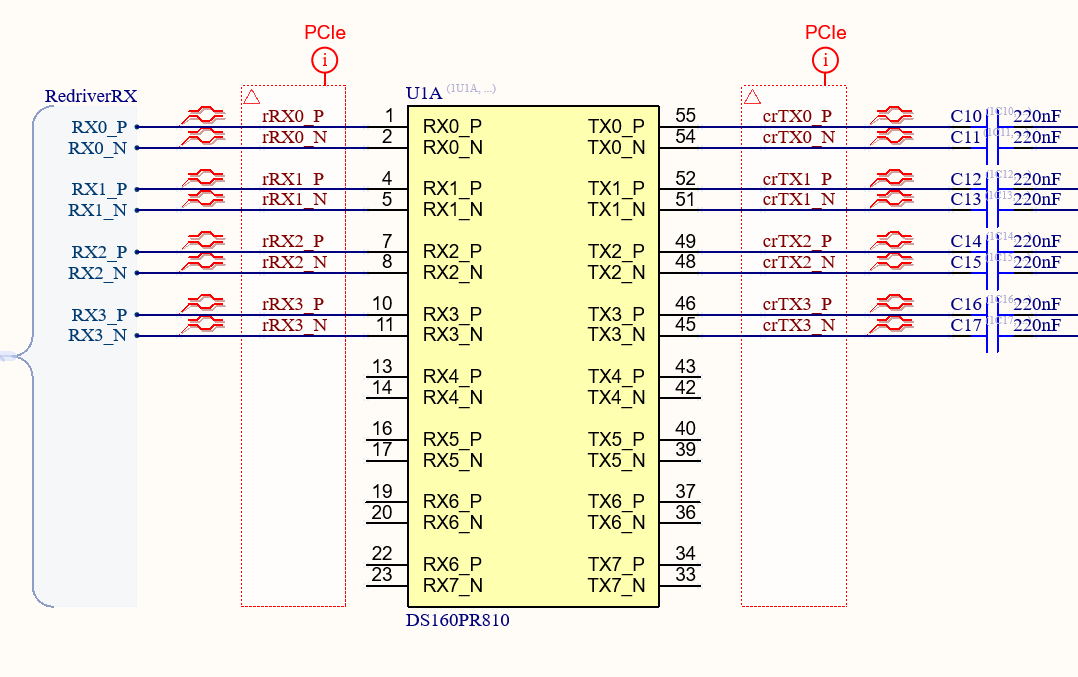 PCIe PCIe
i i
RedriverRX U1A (1U1A, ...)
RX0_P rRX0_P 1 RX0_P TX0_P 55 crTX0_P C10 220nF
RX0_N rRX0_N 2 RX0_N TX0_N 54 crTX0_N C11 220nF
RX1_P rRX1_P 4 RX1_P TX1_P 52 crTX1_P C12 220nF
RX1_N rRX1_N 5 RX1_N TX1_N 51 crTX1_N C13 220nF
RX2_P rRX2_P 7 RX2_P TX2_P 49 crTX2_P C14 220nF
RX2_N rRX2_N 8 RX2_N TX2_N 48 crTX2_N C15 220nF
RX3_P rRX3_P 10 RX3_P TX3_P 46 crTX3_P C16 220nF
RX3_N rRX3_N 11 RX3_N TX3_N 45 crTX3_N C17 220nF
13 RX4_P TX4_P 43
14 RX4_N TX4_N 42
16 RX5_P TX5_P 40
17 RX5_N TX5_N 39
19 RX6_P TX6_P 37
20 RX6_N TX6_N 36
22 RX6_P TX7_P 34
23 RX7_N TX7_N 33
DS160PR810